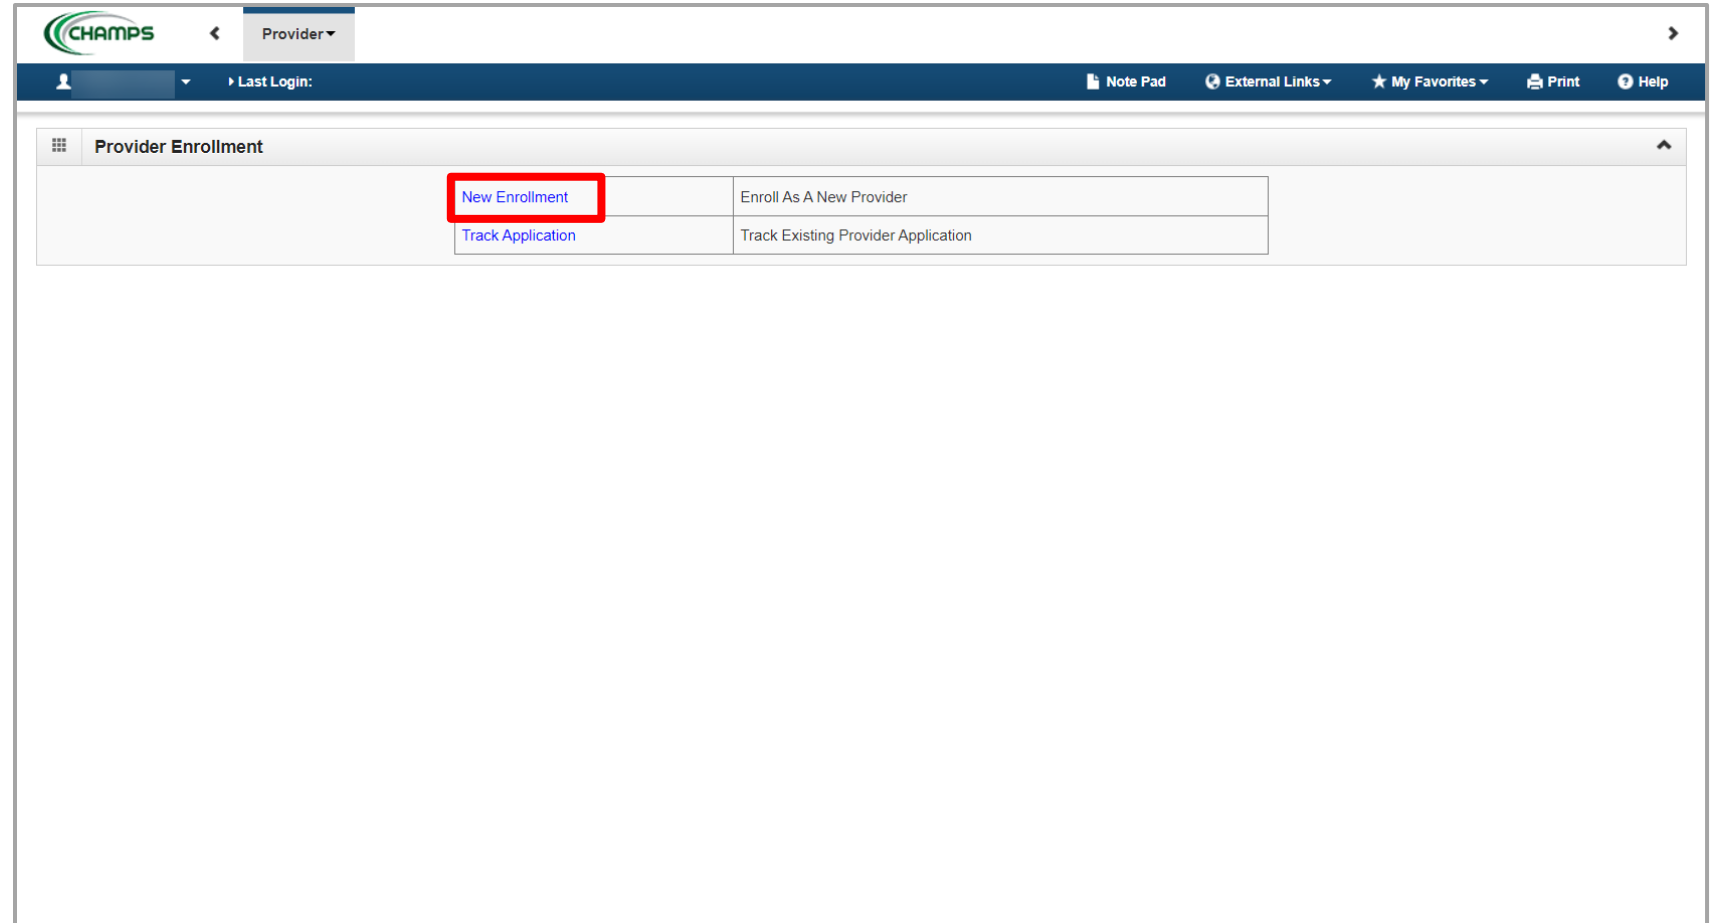 CHAMPS Provider
Last Login: Note Pad External Links My Favorites Print Help
Provider Enrollment
New Enrollment Enroll As A New Provider
Track Application Track Existing Provider Application